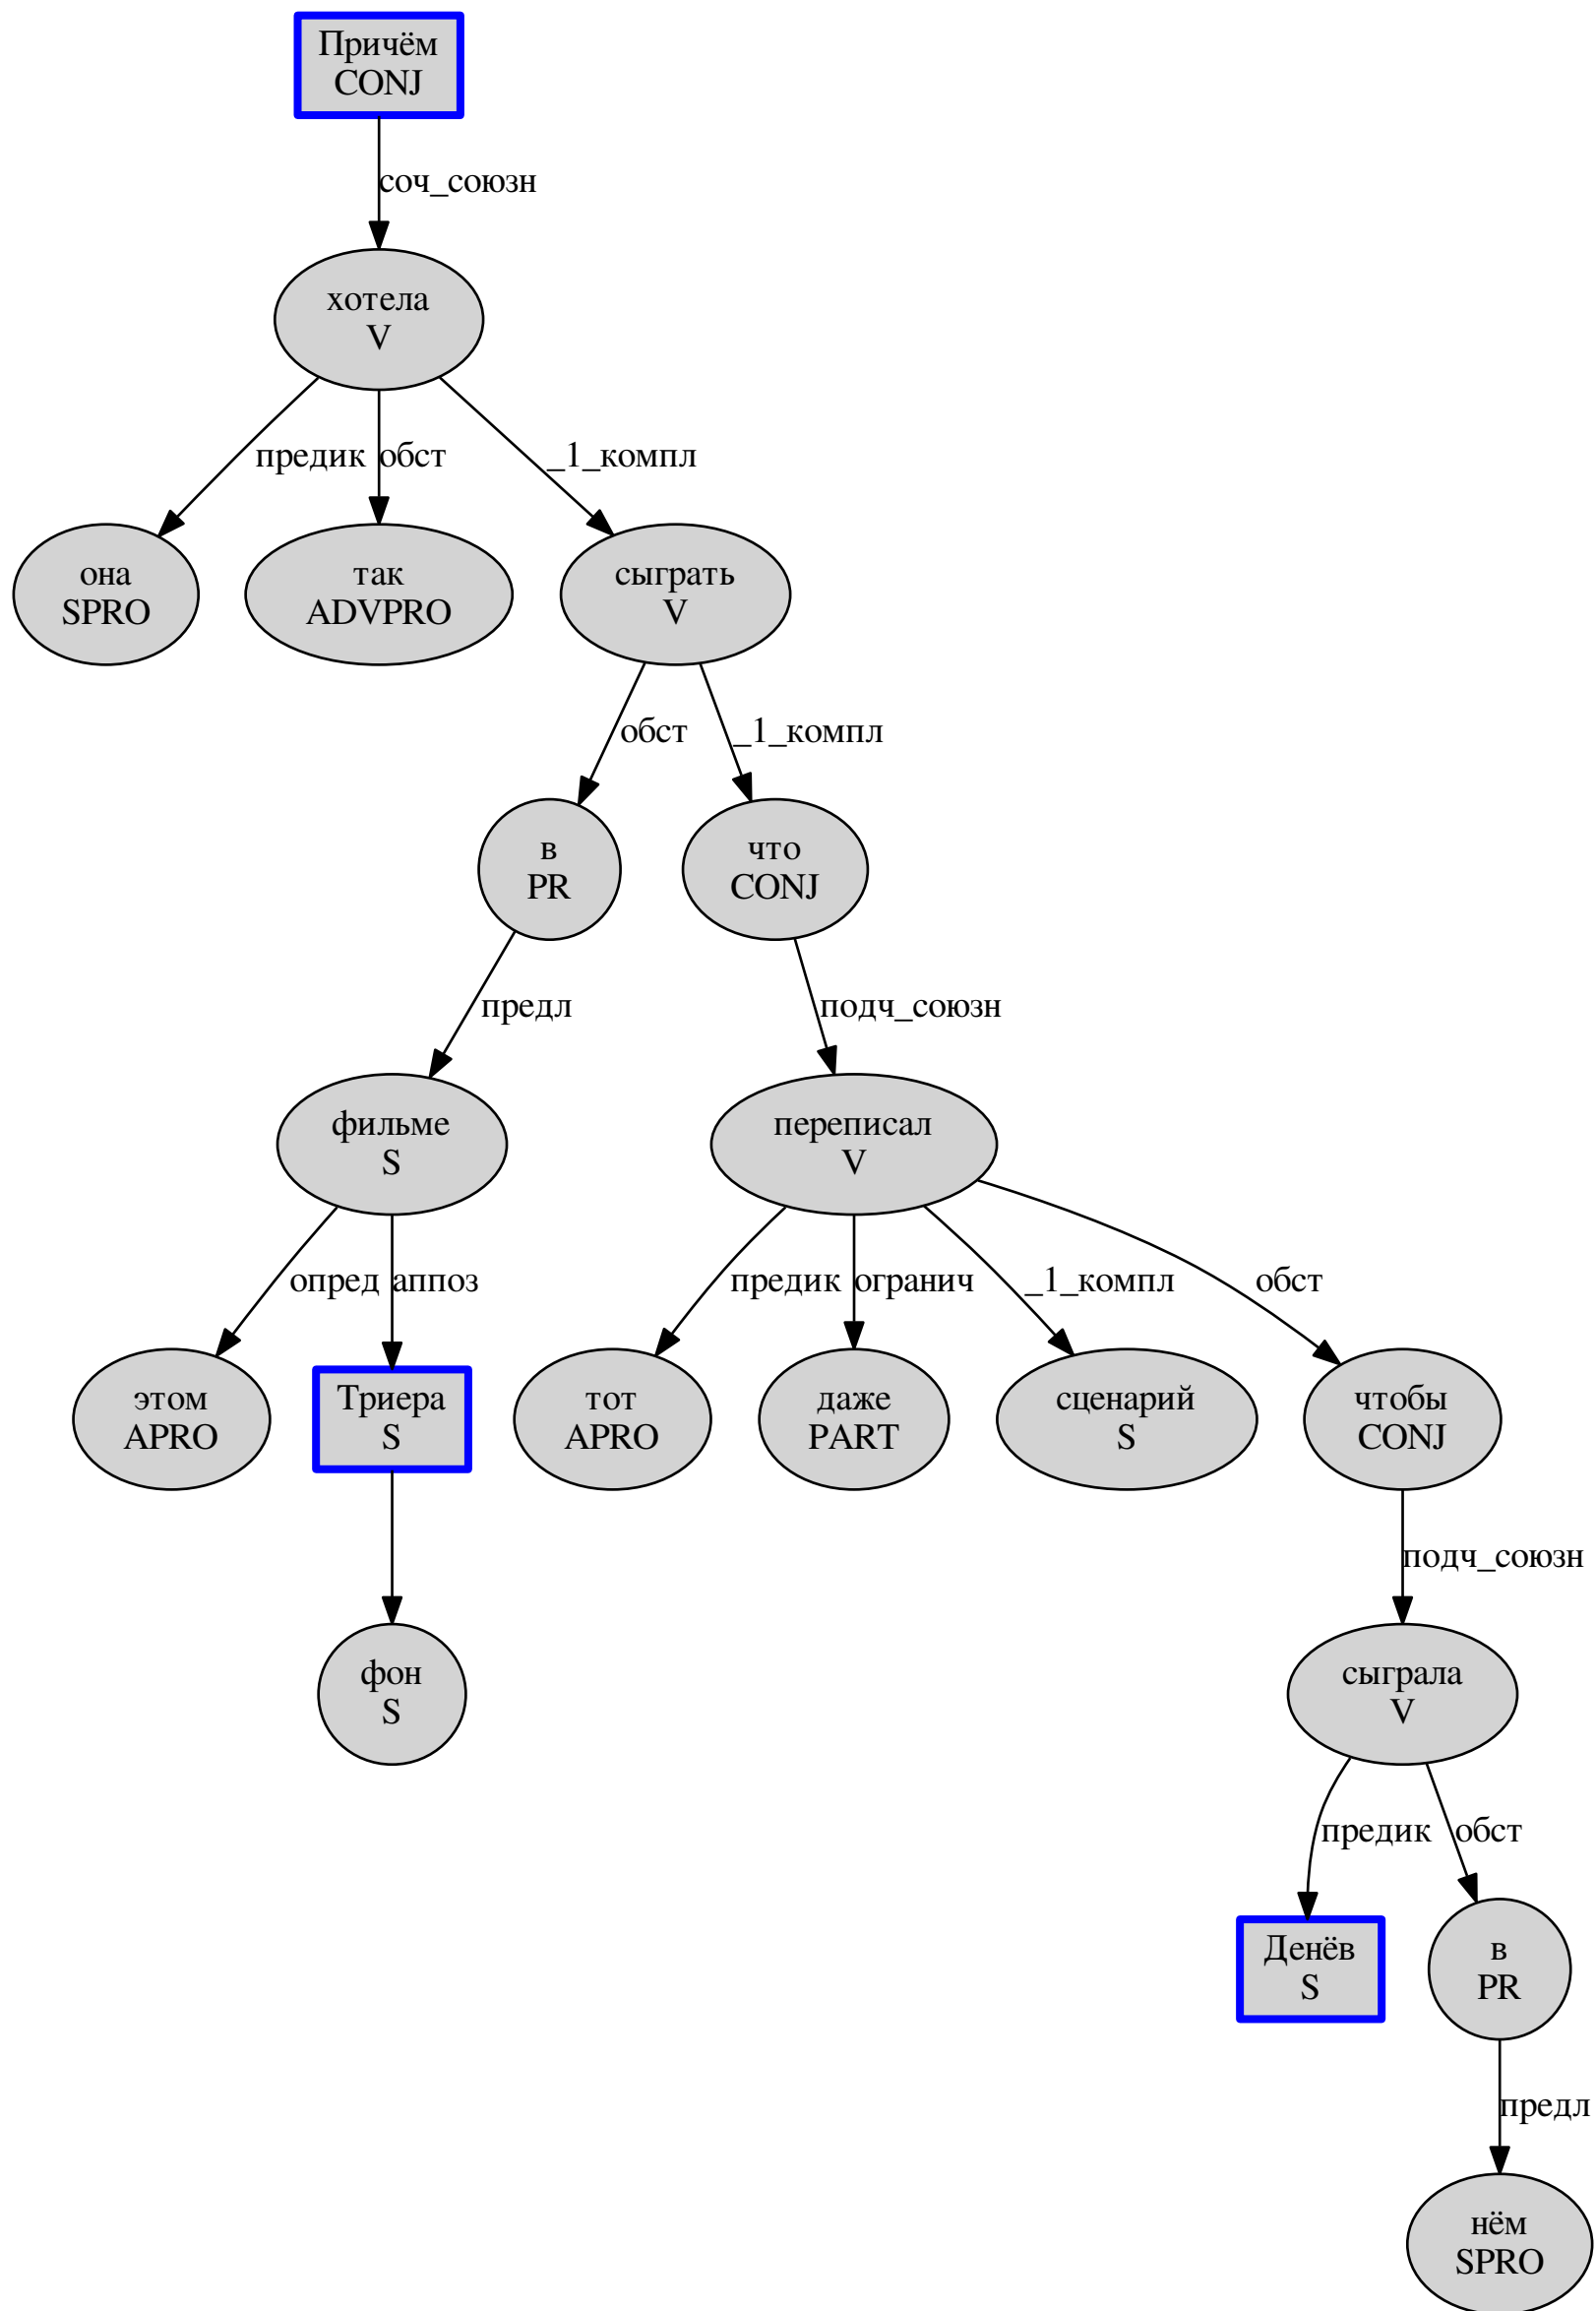 Причём
CONJ
соч_союзн
хотела
V
предик
обст
_1_компл
она
SPRO
так
ADVPRO
сыграть
V
обст
_1_компл
в
PR
что
CONJ
предл
подч_союзн
фильме
S
переписал
V
опред
аппоз
предик
огранич
_1_компл
обст
этом
APRO
Триера
S
тот
APRO
даже
PART
сценарий
S
чтобы
CONJ
подч_союзн
фон
S
сыграла
V
предик
обст
Денёв
S
в
PR
предл
нём
SPRO